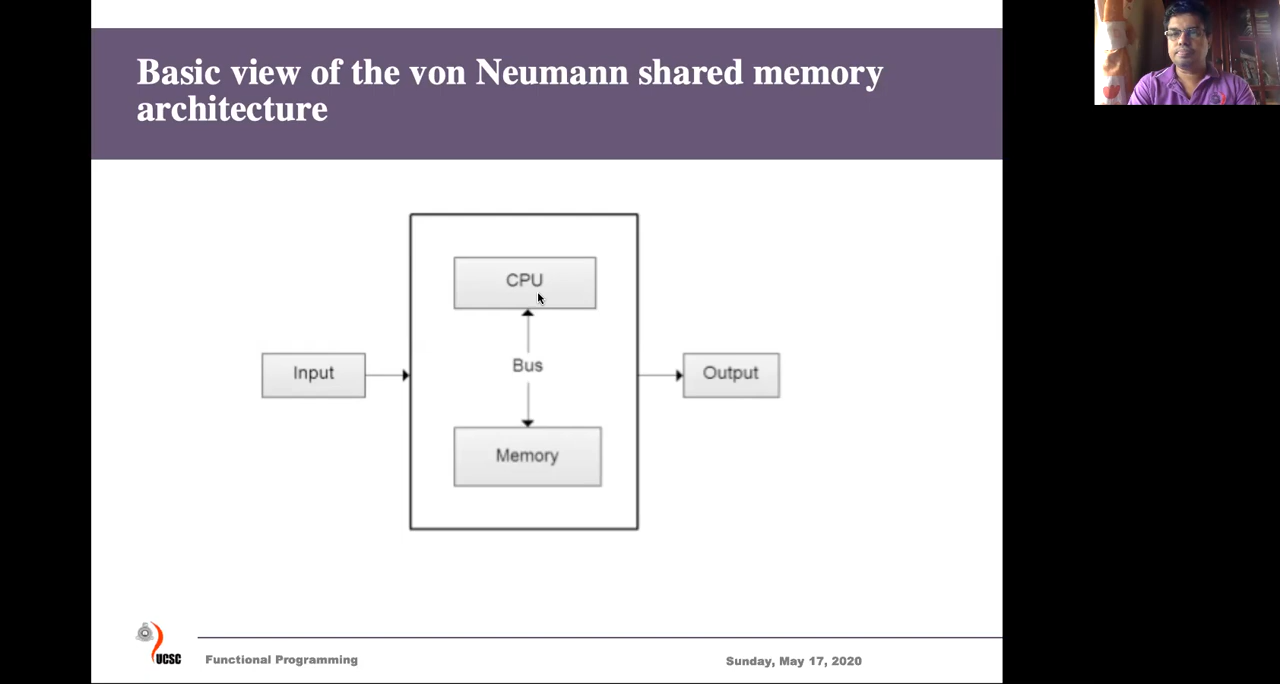 Basic view of the von Neumann shared memory
architecture
CPU
Bus
Input
Output
Memory
UCSC
Functional Programming
Sunday, May 17, 2020